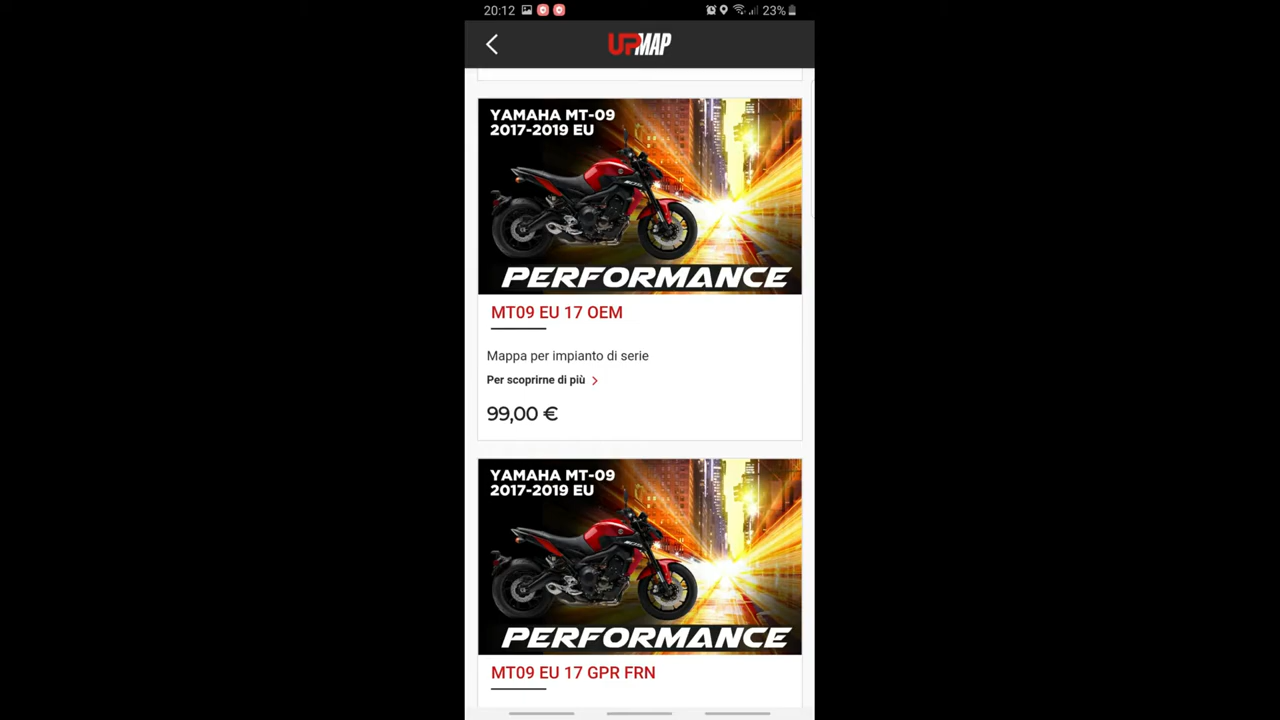 20:12
23%
UPMAP
YAMAHA MT-09
2017-2019 EU
PERFORMANCE
MT09 EU 17 OEM
Mappa per impianto di serie
Per scoprirne di più
99,00 €
YAMAHA MT-09
2017-2019 EU
PERFORMANCE
MT09 EU 17 GPR FRN